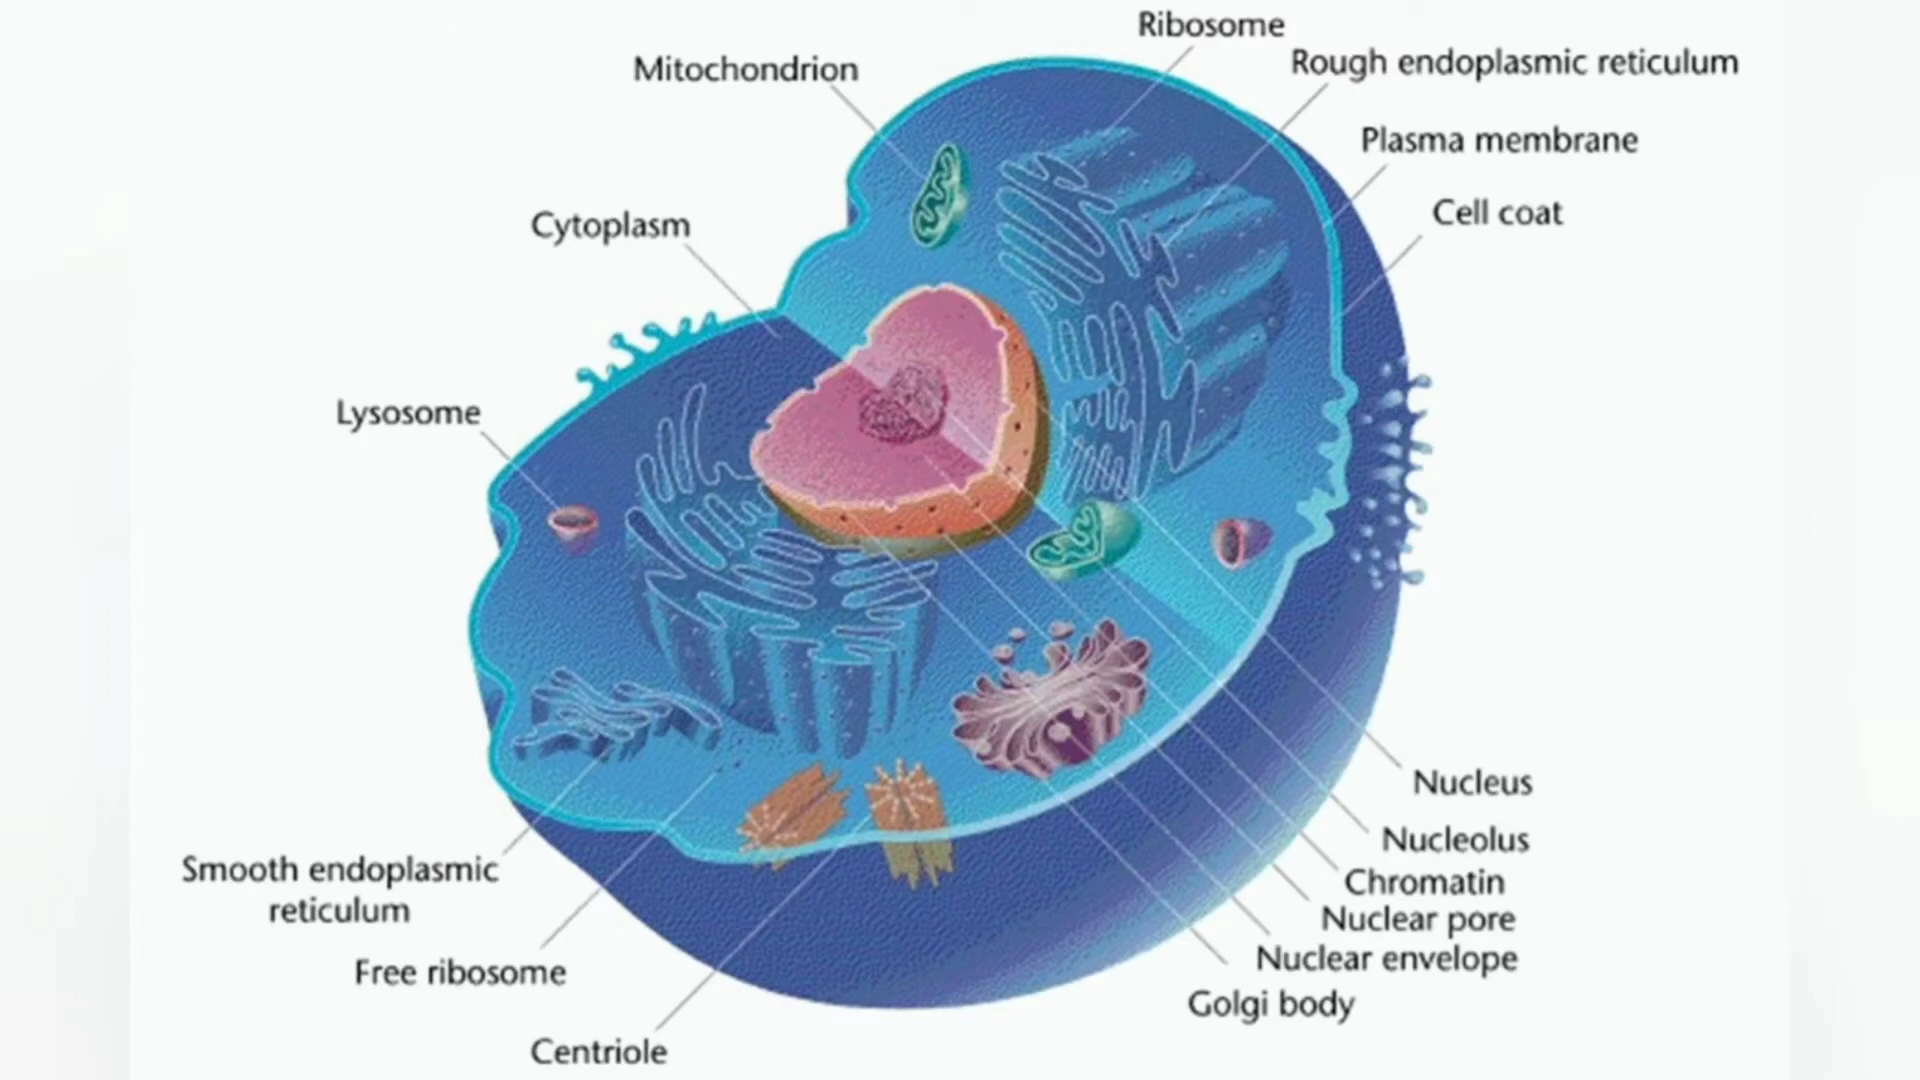 Ribosome
Mitochondrion
Rough endoplasmic reticulum
Plasma membrane
Cell coat
Cytoplasm
Lysosome
Nucleus
Nucleolus
Smooth endoplasmic
reticulum
Chromatin
Nuclear pore
Nuclear envelope
Free ribosome
Golgi body
Centriole